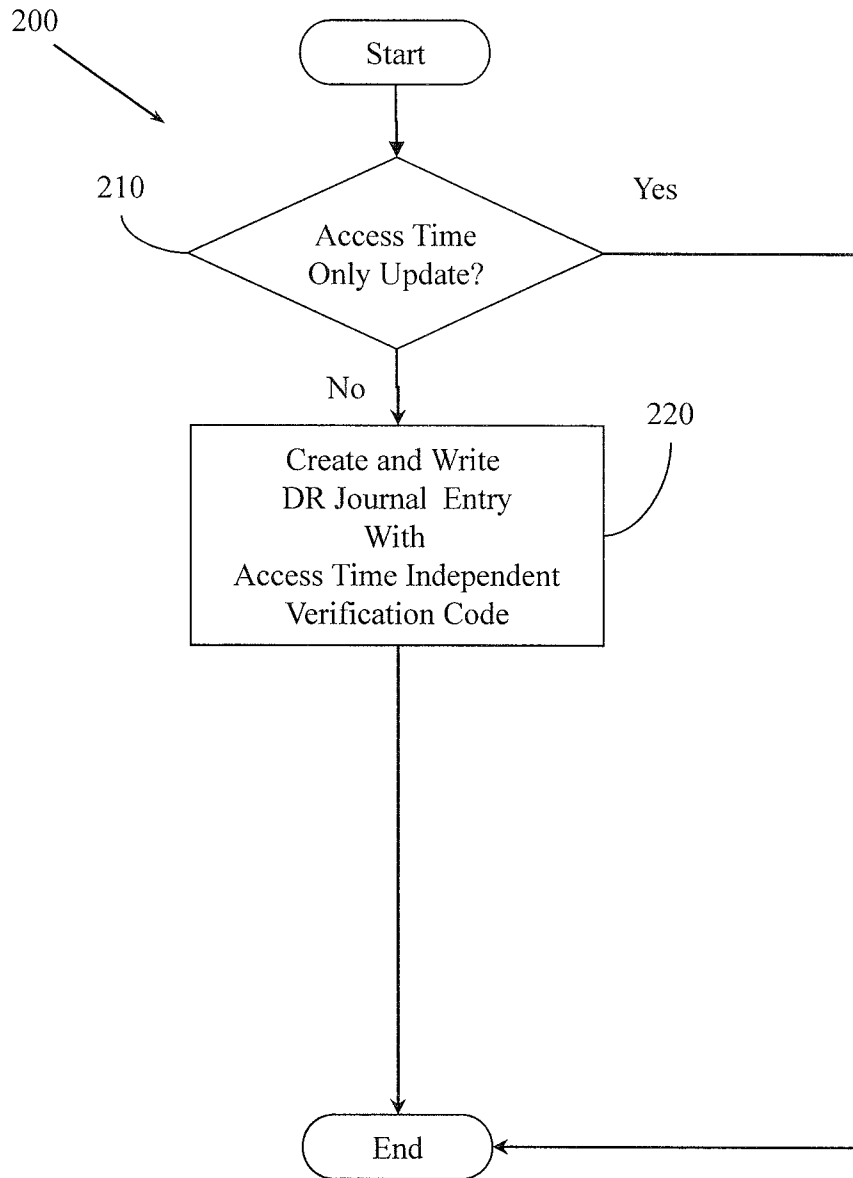 200
Start
210
Yes
Access Time
Only Update?
No
220
Create and Write
DR Journal Entry
With
Access Time Independent
Verification Code
End